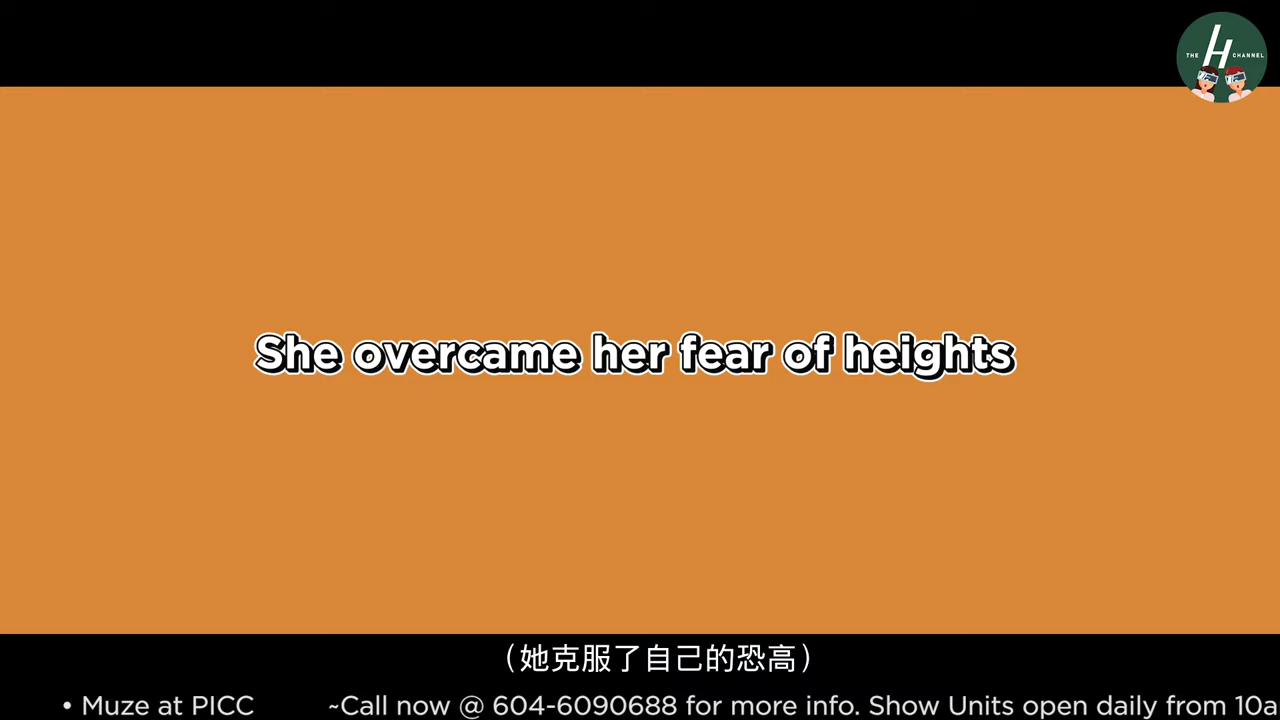 THE H CHANNEL
She overcame her fear of heights
（她克服了自己的恐高）
• Muze at PICC ~Call now @ 604-6090688 for more info. Show Units open daily from 10a